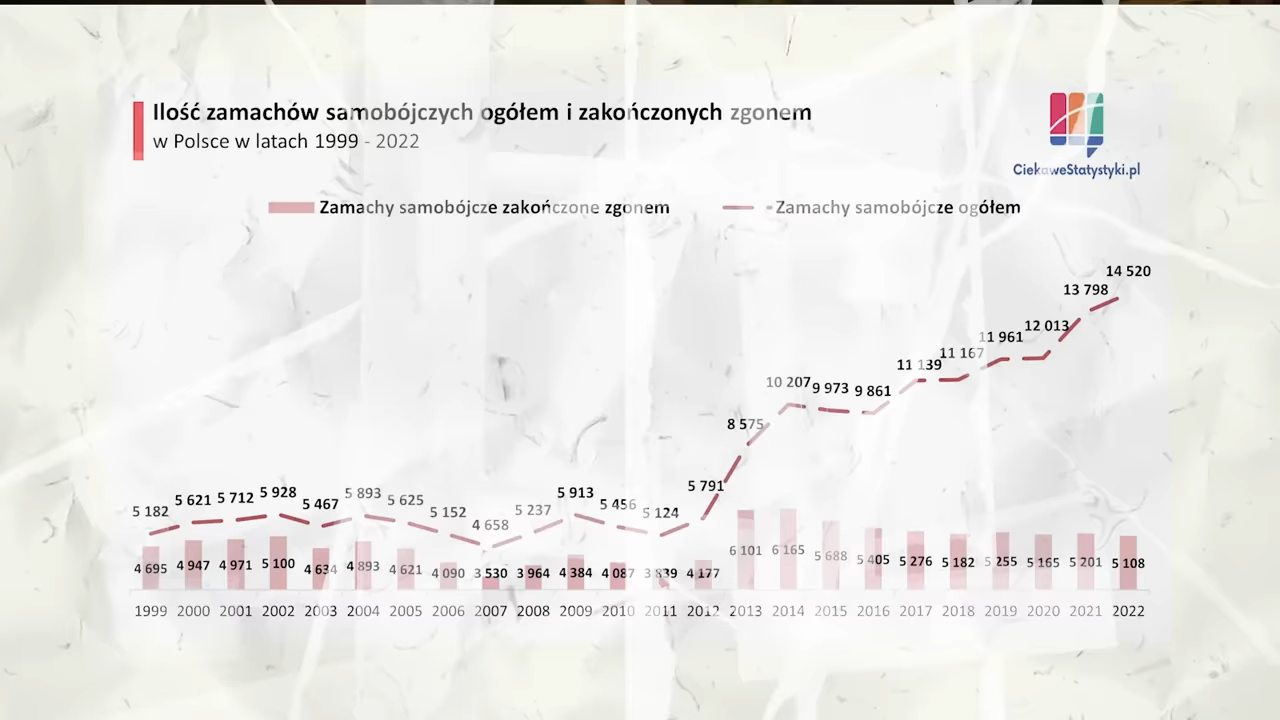 Ilość zamachów samobójczych ogółem i zakończonych zgonem
w Polsce w latach 1999 - 2022
CiekaweStatystyki.pl
Zamachy samobójcze zakończone zgonem
Zamachy samobójcze ogółem
5 182 5 621 5 712 5 928 5 467 5 893 5 625 5 152 4 658 5 237 5 913 5 456 5 124 5 791 8 575 10 207 9 973 9 861 11 139 11 167 11 961 12 013 13 798 14 520
4 695 4 947 4 971 5 100 4 634 4 893 4 621 4 090 3 530 3 964 4 384 4 087 3 839 4 177 6 101 6 165 5 688 5 405 5 276 5 182 5 255 5 165 5 201 5 108
1999 2000 2001 2002 2003 2004 2005 2006 2007 2008 2009 2010 2011 2012 2013 2014 2015 2016 2017 2018 2019 2020 2021 2022